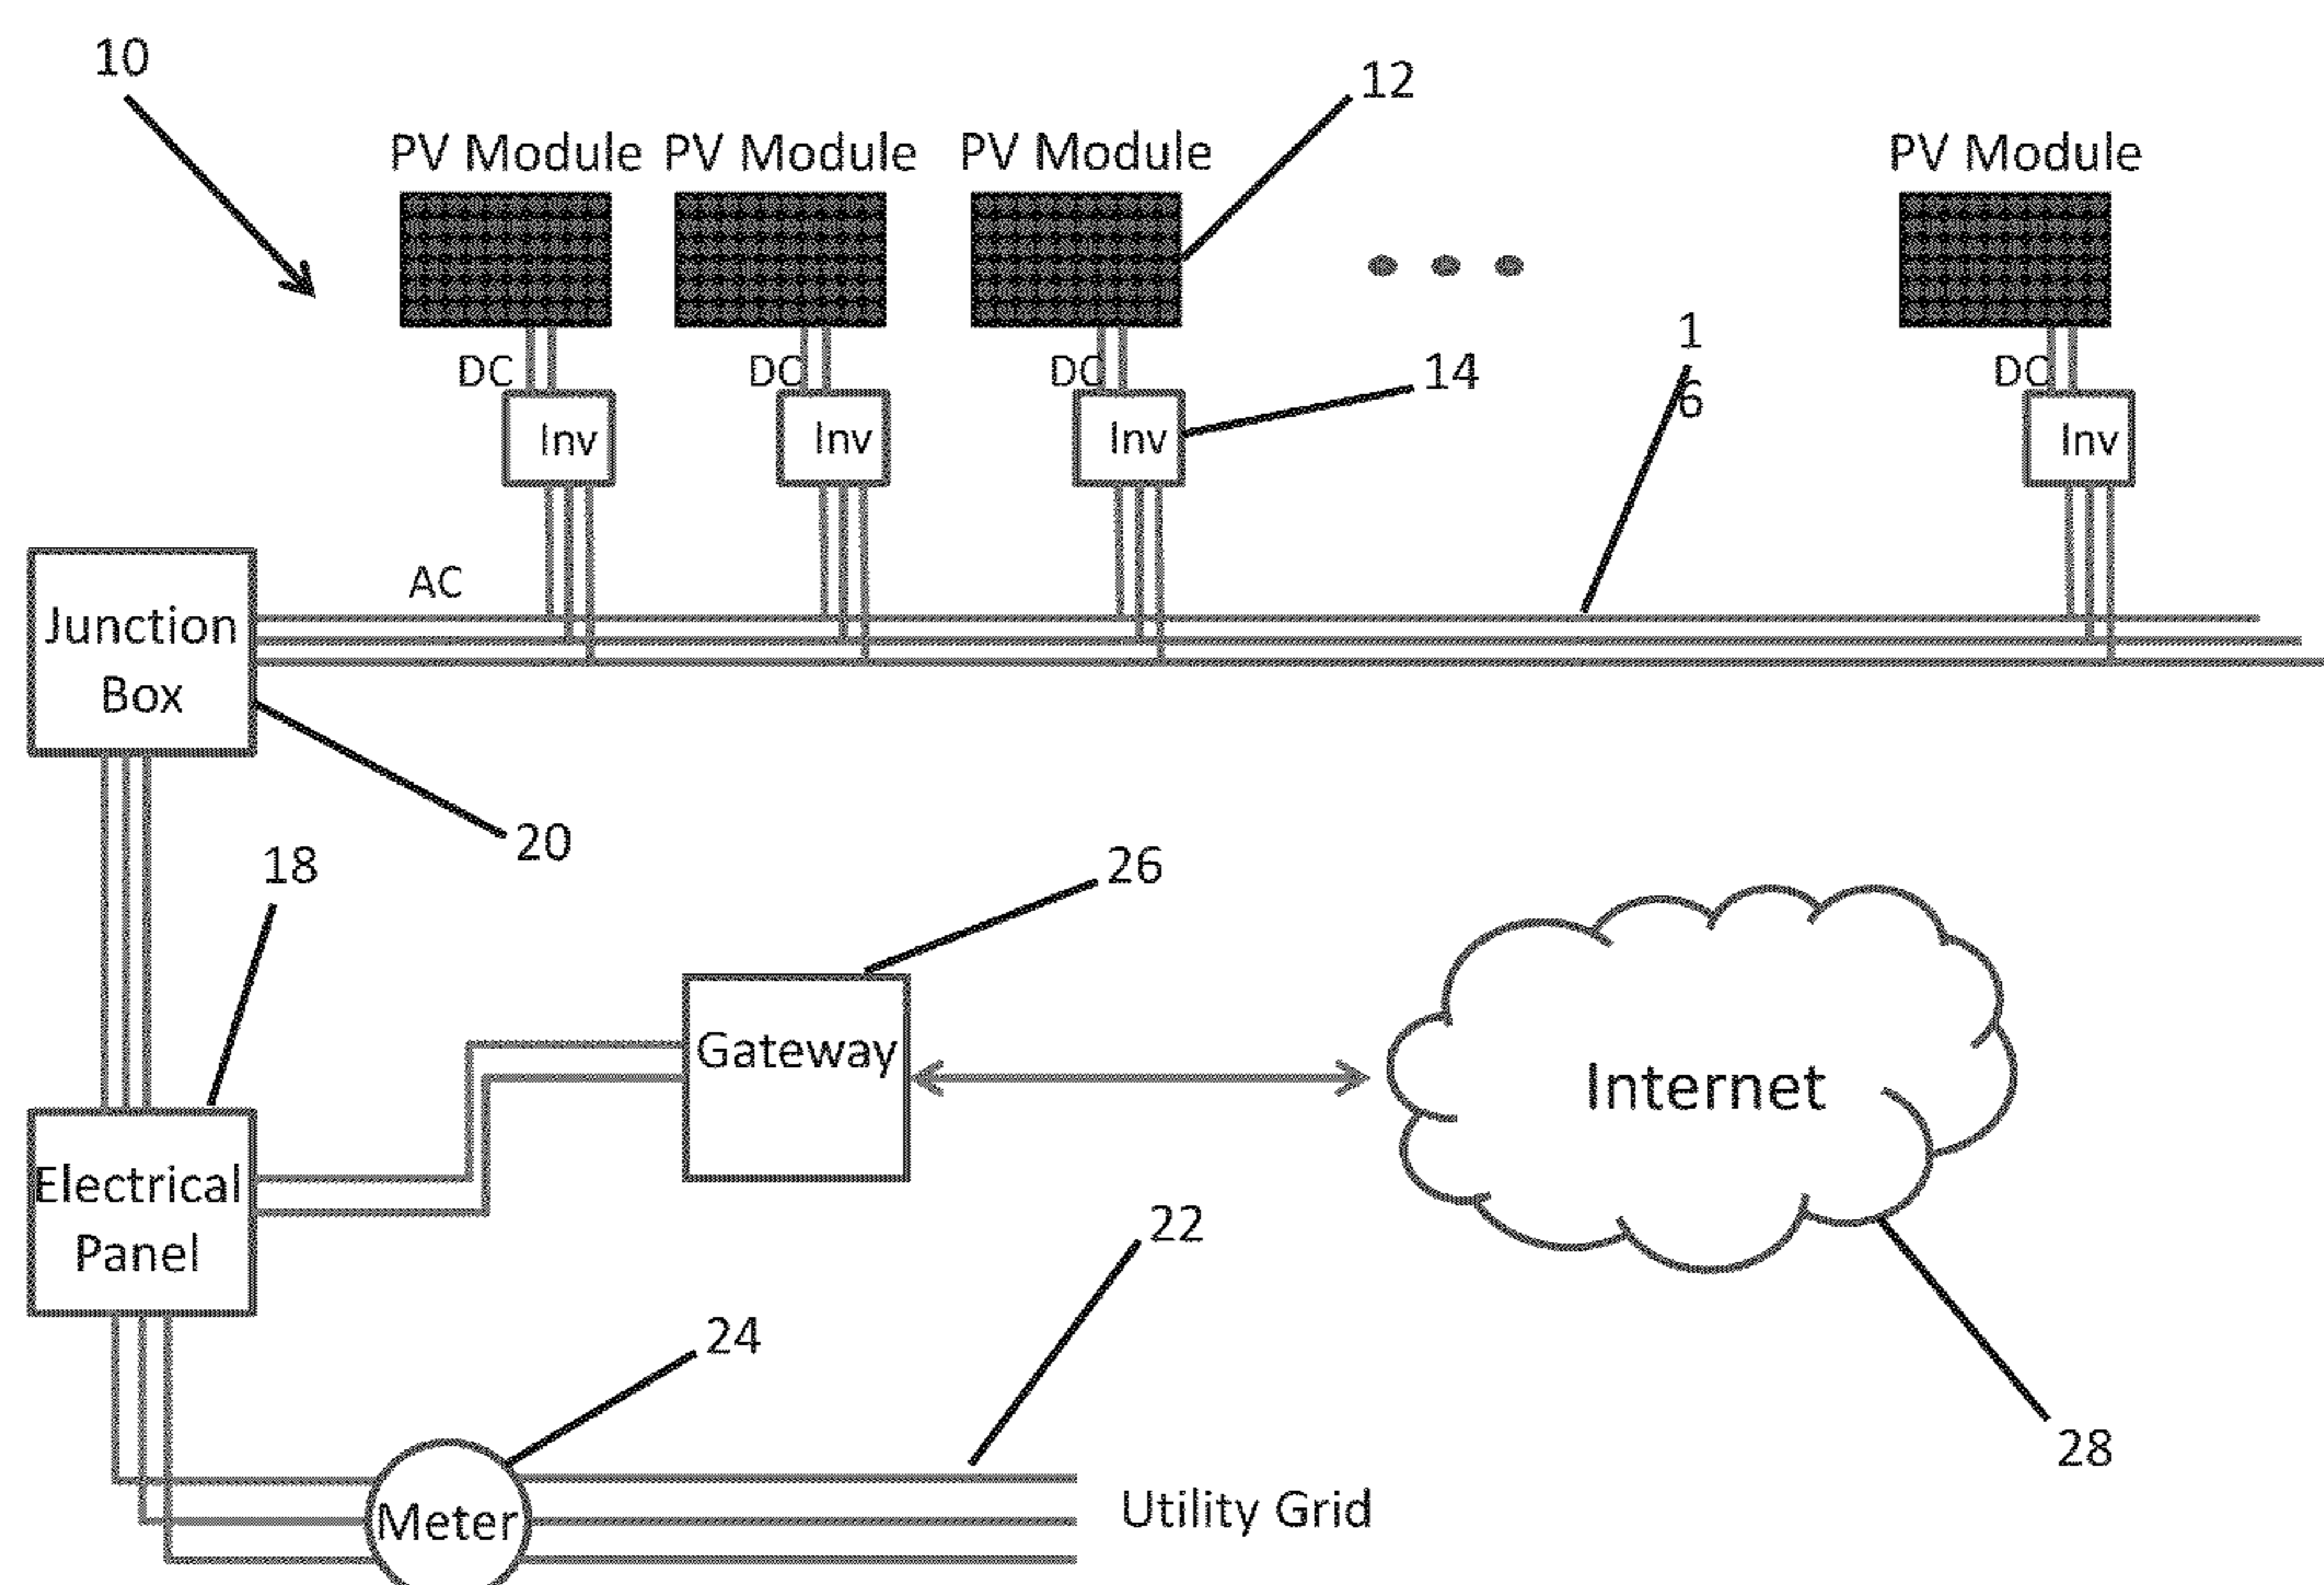 10
12
PV Module PV Module PV Module PV Module
1
6
DC DC DC 14 DC
Inv Inv Inv Inv
AC
Junction
Box
20
18
26
Gateway
Internet
Electrical
Panel
22
24
28
Meter
Utility Grid